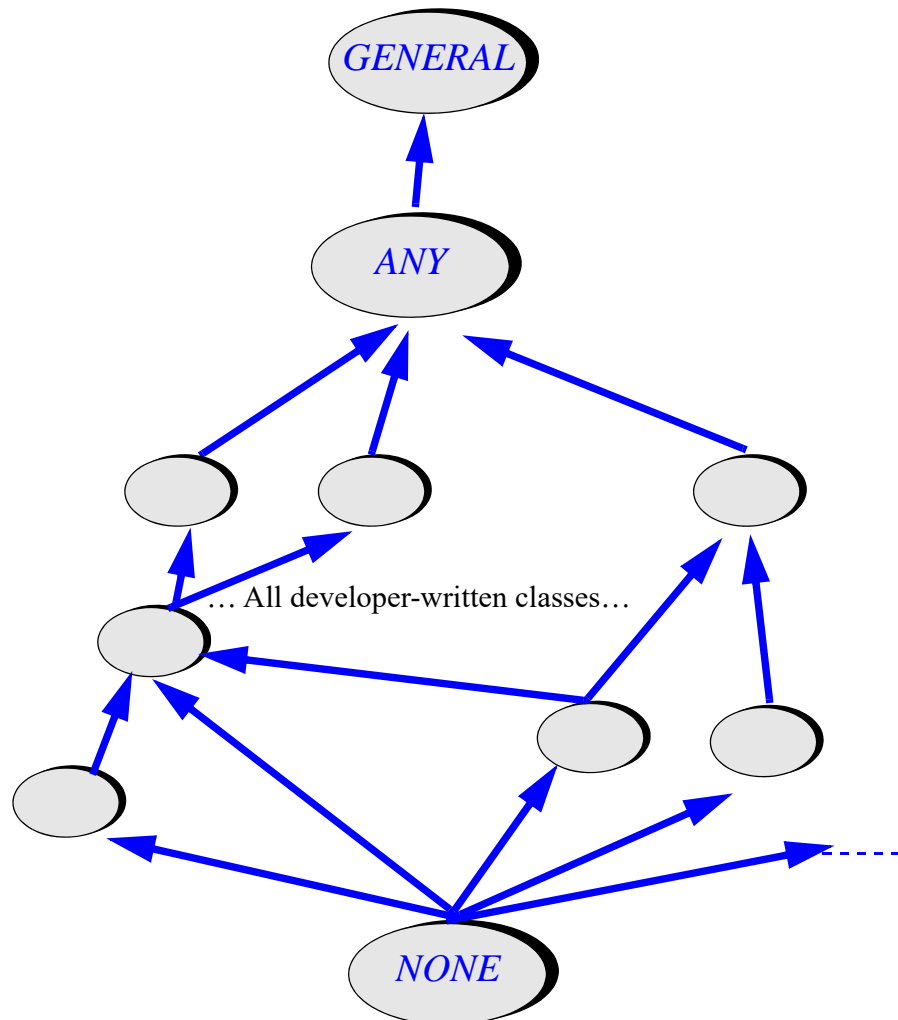 GENERAL
ANY
… All developer-written classes…
NONE